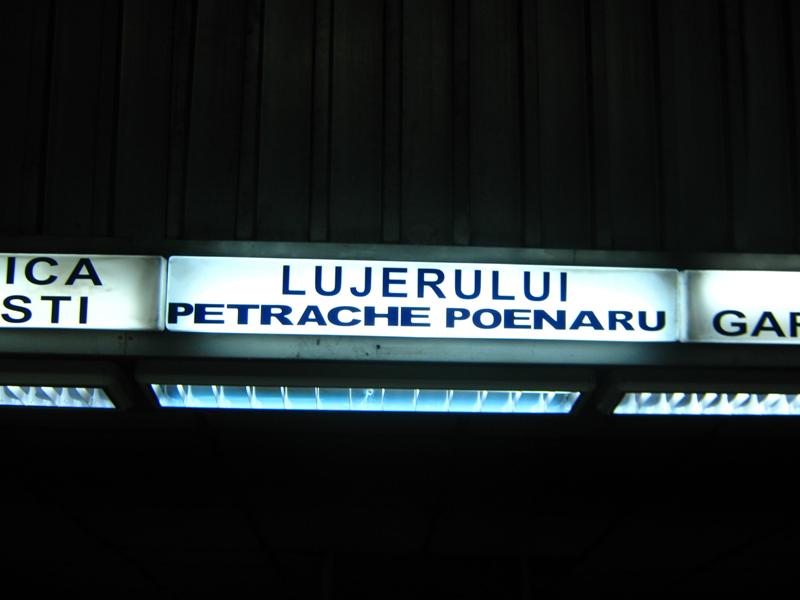 ICA
STI
LUJERULUI
PETRACHE POENARU
GAR